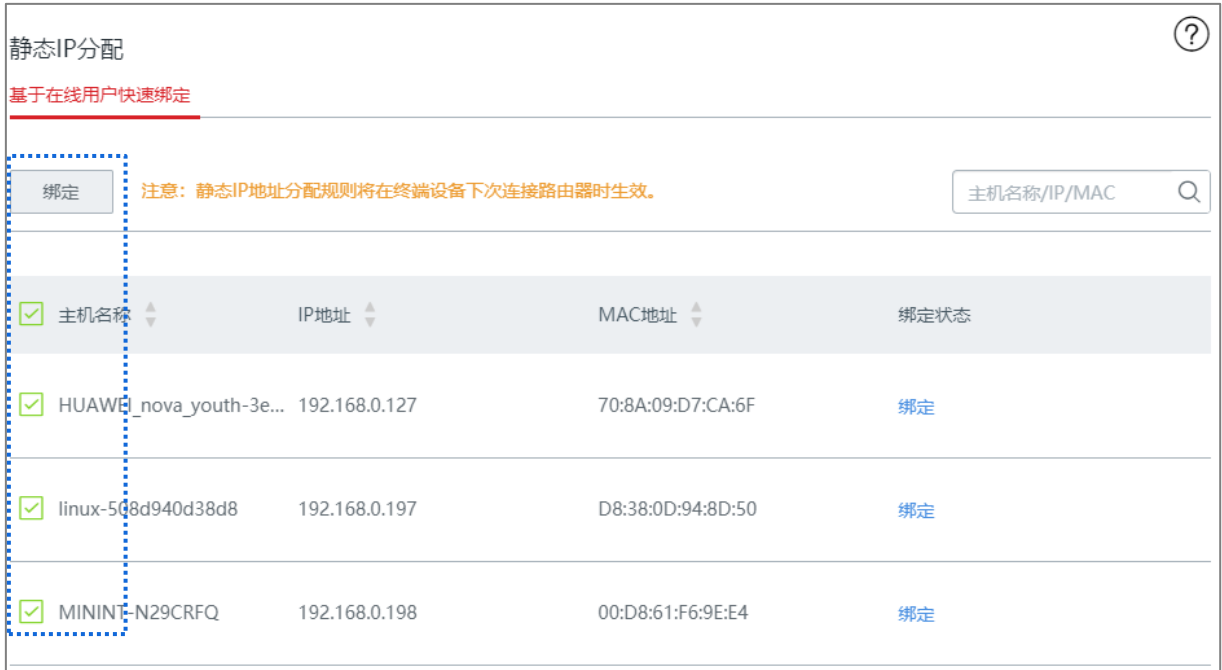 静态IP分配
?
基于在线用户快速绑定
绑定 注意：静态IP地址分配规则将在终端设备下次连接路由器时生效。 主机名称/IP/MAC
主机名称 IP地址 MAC地址 绑定状态
HUAWEI_nova_youth-3e... 192.168.0.127 70:8A:09:D7:CA:6F 绑定
linux-508d940d38d8 192.168.0.197 D8:38:0D:94:8D:50 绑定
MININT-N29CRFQ 192.168.0.198 00:D8:61:F6:9E:E4 绑定